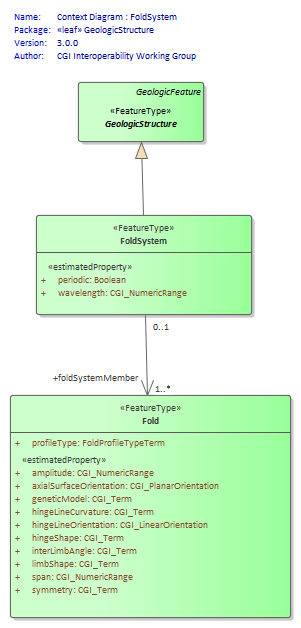 Name: Context Diagram : FoldSystem
Package: «leaf» GeologicStructure
Version: 3.0.0
Author: CGI Interoperability Working Group
GeologicFeature
«FeatureType»
GeologicStructure
«FeatureType»
FoldSystem
«estimatedProperty»
+ periodic: Boolean
+ wavelength: CGI_NumericRange
0..1
+foldSystemMember
1..*
«FeatureType»
Fold
+ profileType: FoldProfileTypeTerm
«estimatedProperty»
+ amplitude: CGI_NumericRange
+ axialSurfaceOrientation: CGI_PlanarOrientation
+ geneticModel: CGI_Term
+ hingeLineCurvature: CGI_Term
+ hingeLineOrientation: CGI_LinearOrientation
+ hingeShape: CGI_Term
+ interLimbAngle: CGI_Term
+ limbShape: CGI_Term
+ span: CGI_NumericRange
+ symmetry: CGI_Term